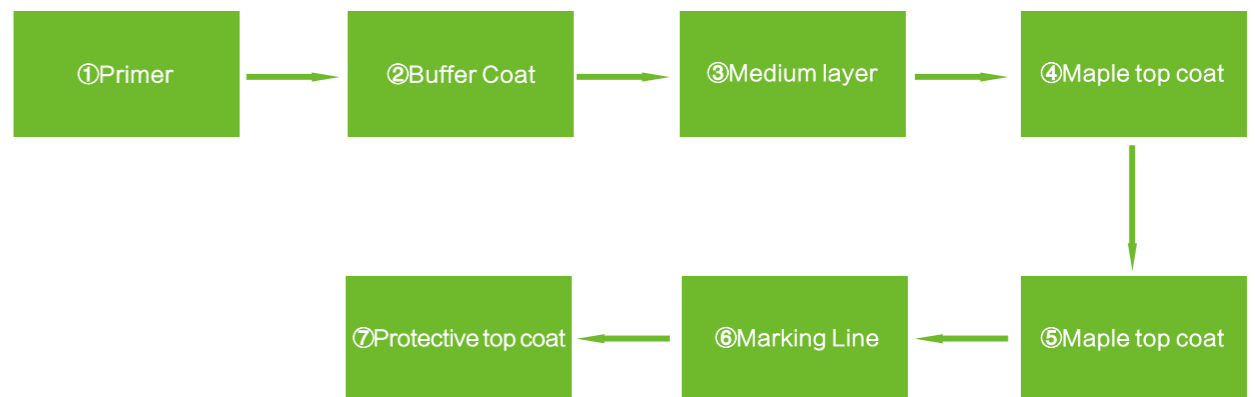 ①Primer
②Buffer Coat
③Medium layer
④Maple top coat
⑤Maple top coat
⑥Marking Line
⑦Protective top coat